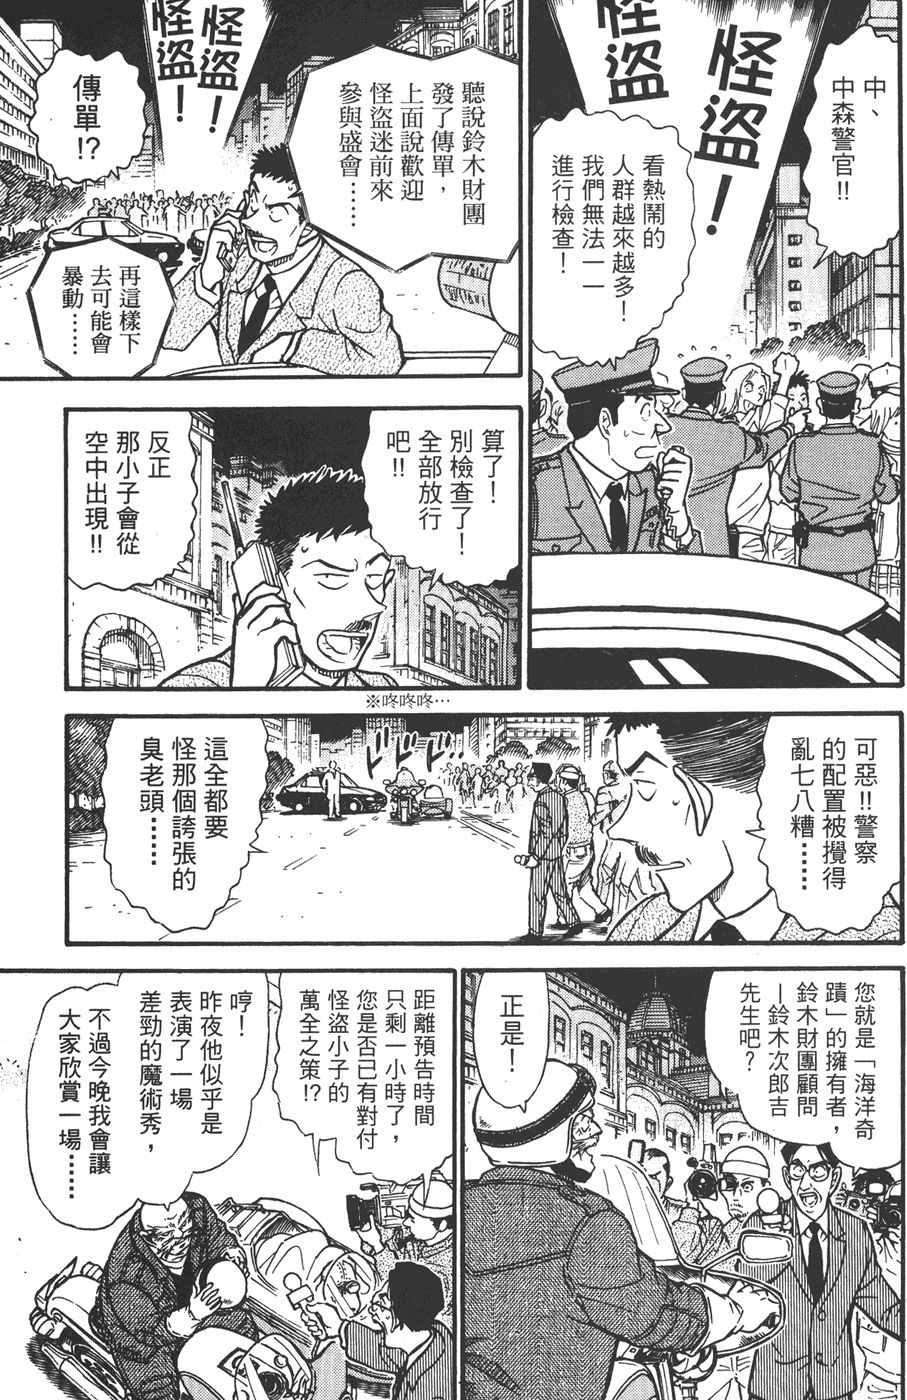 中、
中森警官!!
怪盜!
怪盜
看熱鬧的
人群越來越多!
我們無法一一
進行檢查!
怪盜!
怪盜!
聽說鈴木財團
發了傳單,
上面說歡迎
怪盜迷前來
參與盛會……
傳單!?
再這樣下
去可能會
暴動……
算了!
別檢查了!
全部放行
吧!!
反正
那小子會從
空中出現!!
※咚咚咚…
ドドドド…
可惡!!警察
的配置被攪得
亂七八糟……
這全都要
怪那個誇張的
臭老頭……
您就是「海洋奇
蹟」的擁有者,
鈴木財團顧問
—鈴木次郎吉
先生吧?
正是!
距離預告時間
只剩一小時了,
您是否已有對付
怪盜小子的
萬全之策!?
哼!
昨夜他似乎是
表演了一場
差勁的魔術秀,
不過今晚我會讓
大家欣賞一場……